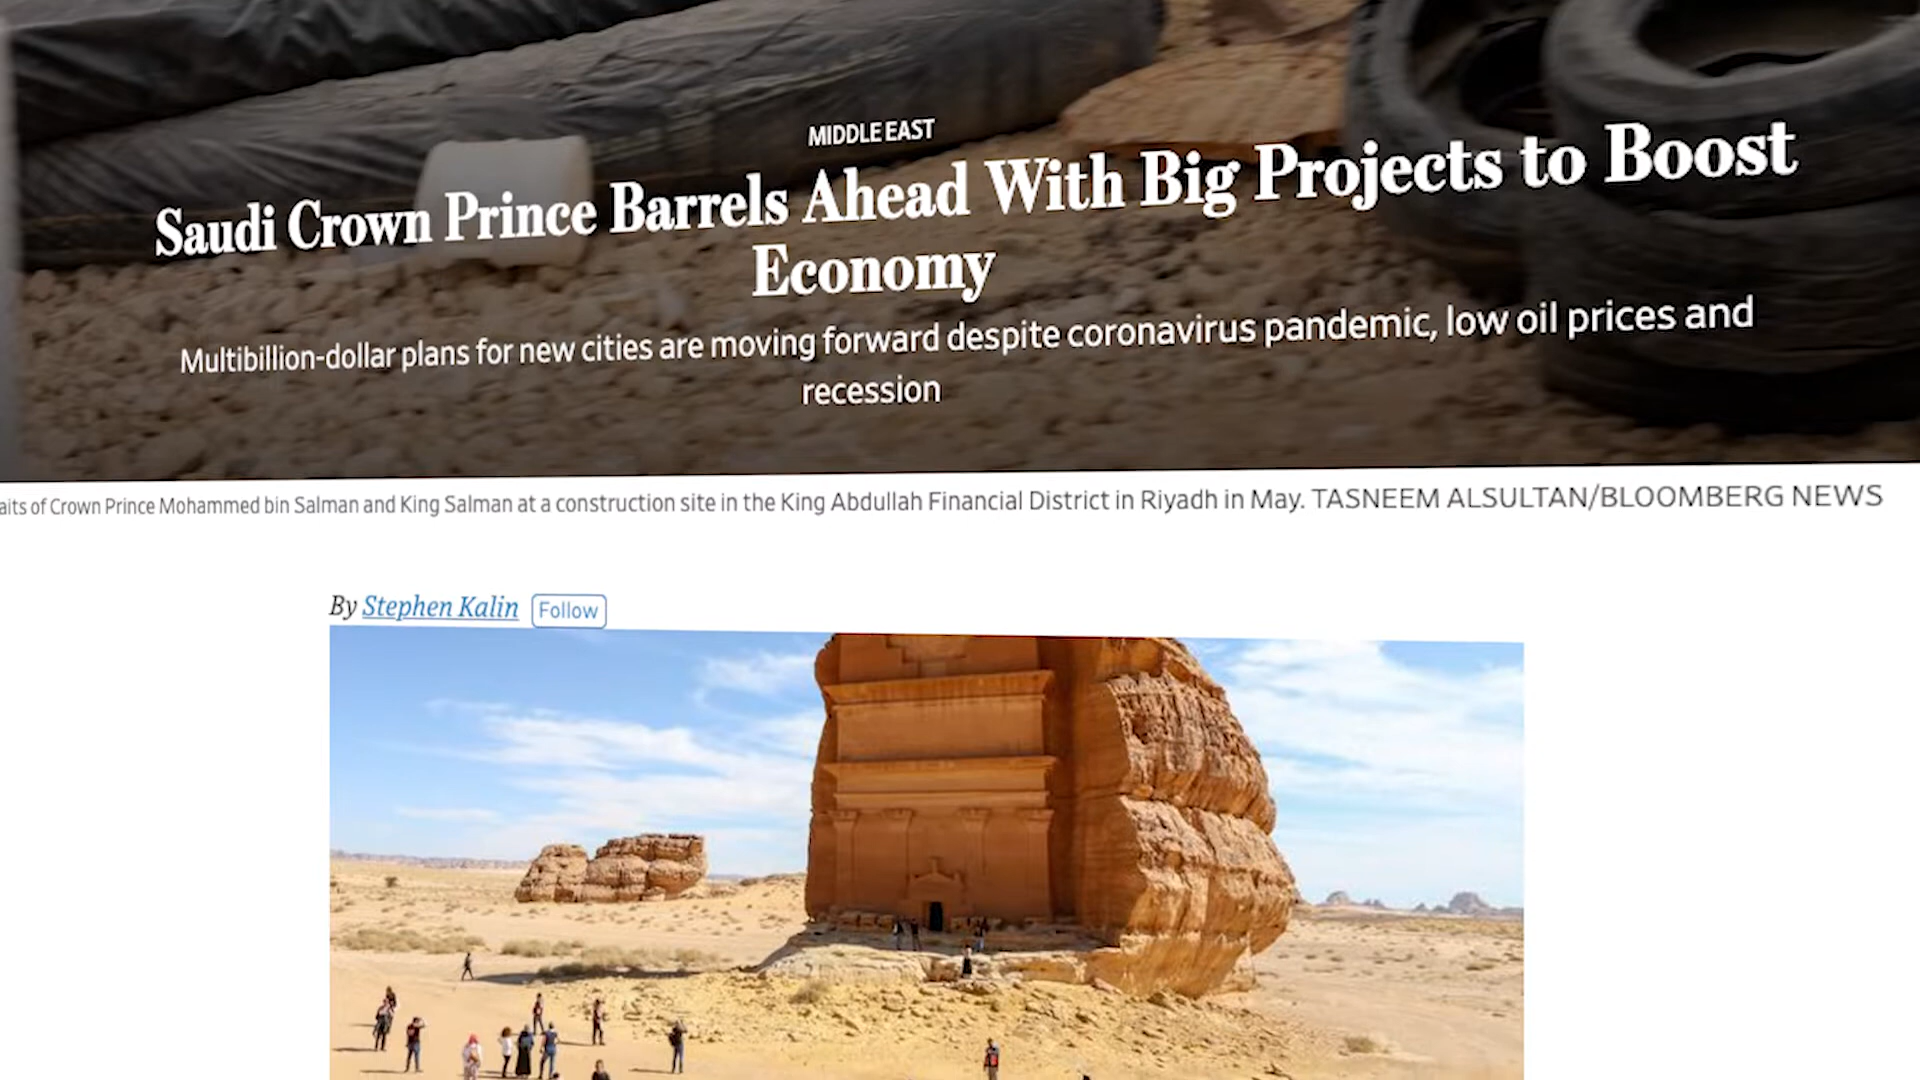 MIDDLE EAST
Saudi Crown Prince Barrels Ahead With Big Projects to Boost
Economy
Multibillion-dollar plans for new cities are moving forward despite coronavirus pandemic, low oil prices and
recession
of Crown Prince Mohammed bin Salman and King Salman at a construction site in the King Abdullah Financial District in Riyadh in May. TASNEEM ALSULTAN/BLOOMBERG NEWS
By Stephen Kalin Follow